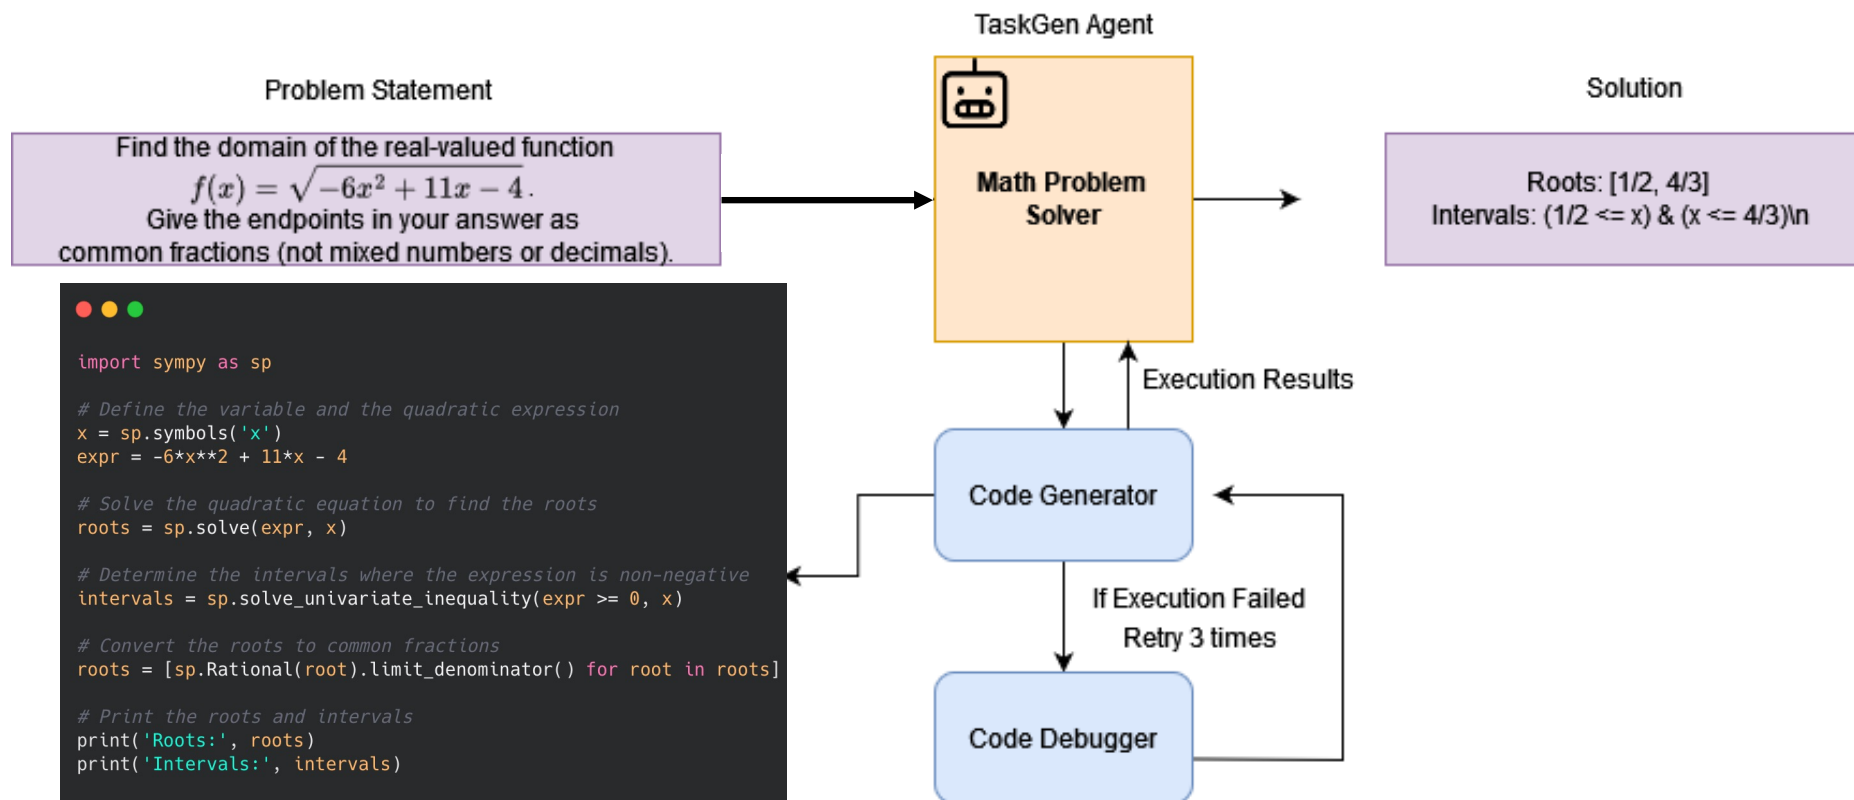 TaskGen Agent
Problem Statement
Solution
Find the domain of the real-valued function
f(x) = √(−6x² + 11x − 4).
Give the endpoints in your answer as
common fractions (not mixed numbers or decimals).
Math Problem
Solver
Roots: [1/2, 4/3]
Intervals: (1/2 <= x) & (x <= 4/3)\n
Execution Results
import sympy as sp
# Define the variable and the quadratic expression
x = sp.symbols('x')
expr = -6*x**2 + 11*x - 4
# Solve the quadratic equation to find the roots
roots = sp.solve(expr, x)
# Determine the intervals where the expression is non-negative
intervals = sp.solve_univariate_inequality(expr >= 0, x)
# Convert the roots to common fractions
roots = [sp.Rational(root).limit_denominator() for root in roots]
# Print the roots and intervals
print('Roots:', roots)
print('Intervals:', intervals)
Code Generator
If Execution Failed
Retry 3 times
Code Debugger